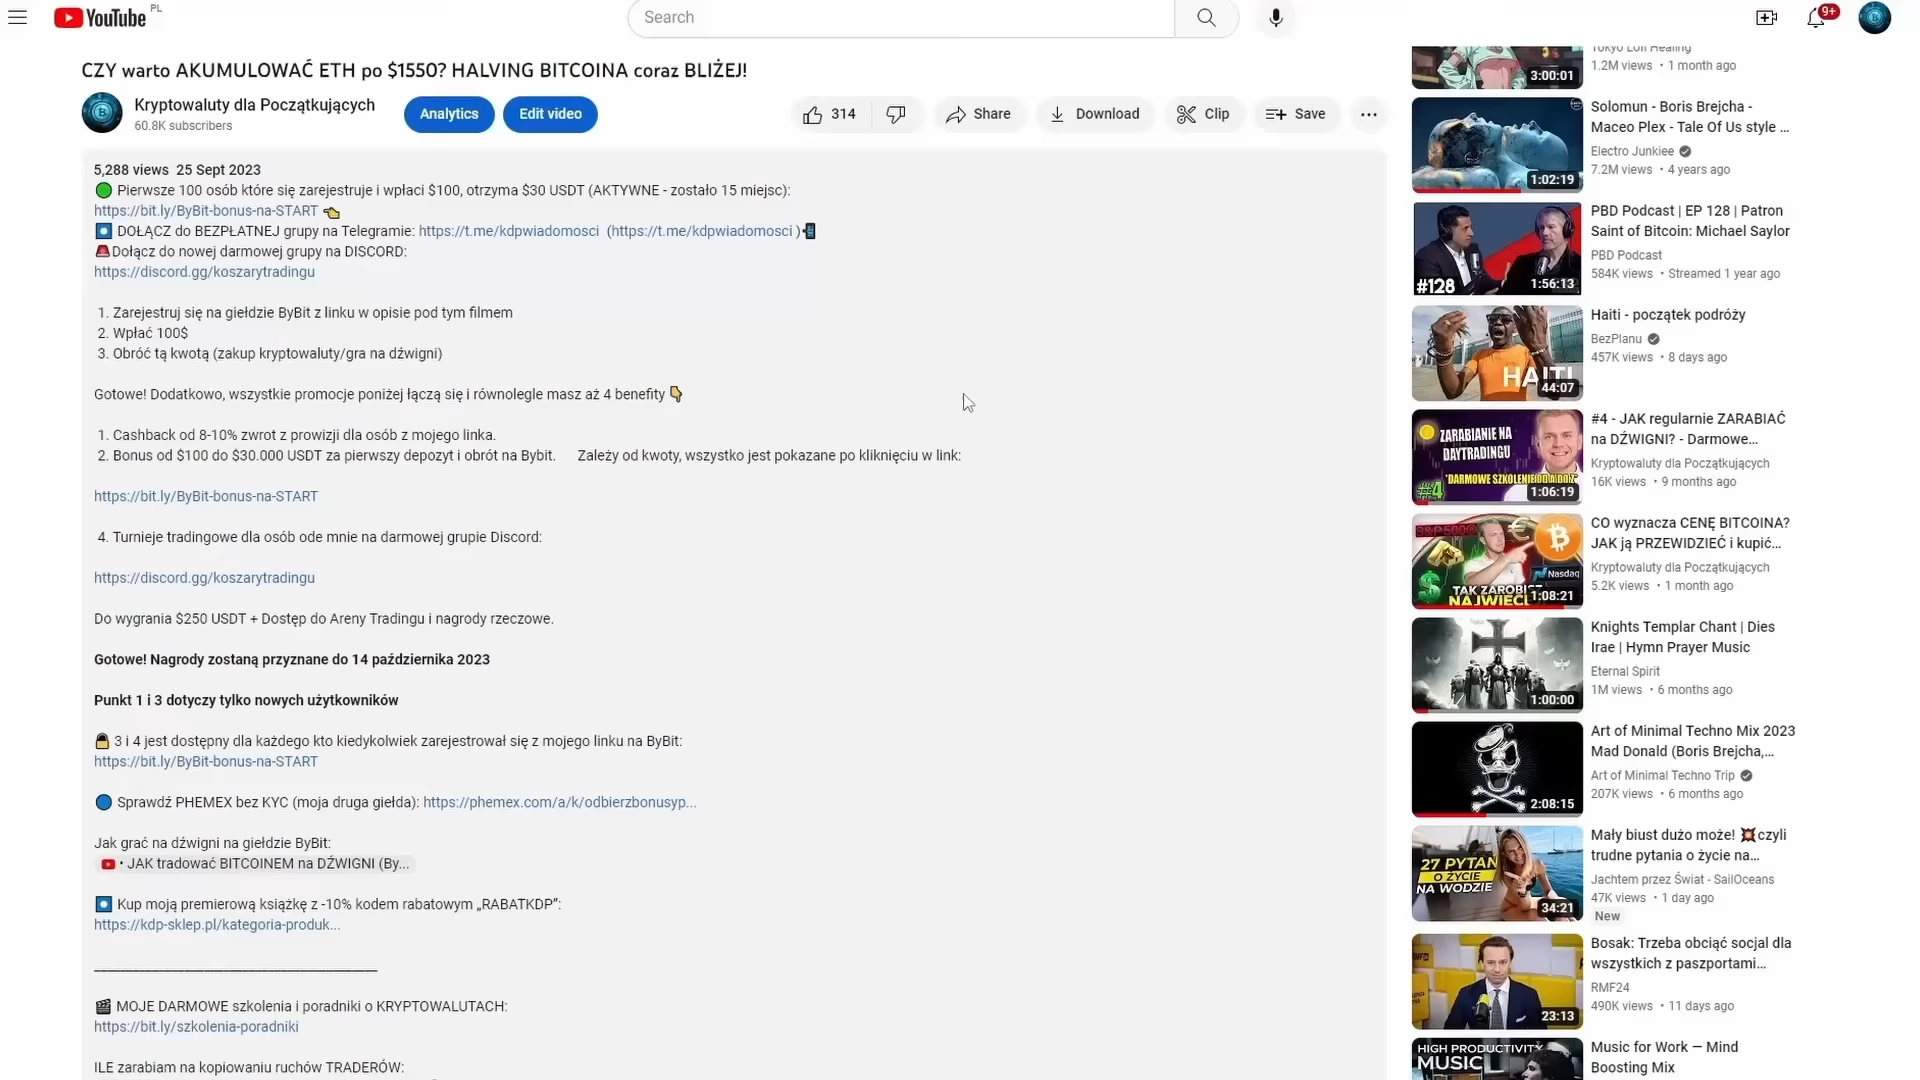 YouTube PL
Search
9+
CZY warto AKUMULOWAĆ ETH po $1550? HALVING BITCOINA coraz BLIŻEJ!
Kryptowaluty dla Początkujących
60.8K subscribers
Analytics
Edit video
314
Share
Download
Clip
Save
5,288 views 25 Sept 2023
Pierwsze 100 osób które się zarejestruje i wpłaci $100, otrzyma $30 USDT (AKTYWNE - zostało 15 miejsc):
https://bit.ly/ByBit-bonus-na-START
DOŁĄCZ do BEZPŁATNEJ grupy na Telegramie: https://t.me/kdpwiadomosci (https://t.me/kdpwiadomosci )
Dołącz do nowej darmowej grupy na DISCORD:
https://discord.gg/koszarytradingu
1. Zarejestruj się na giełdzie ByBit z linku w opisie pod tym filmem
2. Wpłać 100$
3. Obróć tą kwotą (zakup kryptowaluty/gra na dźwigni)
Gotowe! Dodatkowo, wszystkie promocje poniżej łączą się i równolegle masz aż 4 benefity
1. Cashback od 8-10% zwrot z prowizji dla osób z mojego linka.
2. Bonus od $100 do $30.000 USDT za pierwszy depozyt i obrót na Bybit. Zależy od kwoty, wszystko jest pokazane po kliknięciu w link:
https://bit.ly/ByBit-bonus-na-START
4. Turnieje tradingowe dla osób ode mnie na darmowej grupie Discord:
https://discord.gg/koszarytradingu
Do wygrania $250 USDT + Dostęp do Areny Tradingu i nagrody rzeczowe.
Gotowe! Nagrody zostaną przyznane do 14 października 2023
Punkt 1 i 3 dotyczy tylko nowych użytkowników
3 i 4 jest dostępny dla każdego kto kiedykolwiek zarejestrował się z mojego linku na ByBit:
https://bit.ly/ByBit-bonus-na-START
Sprawdź PHEMEX bez KYC (moja druga giełda): https://phemex.com/a/k/odbierzbonusyp...
Jak grać na dźwigni na giełdzie ByBit:
• JAK tradować BITCOINEM na DŹWIGNI (By...
Kup moją premierową książkę z -10% kodem rabatowym „RABATKDP”:
https://kdp-sklep.pl/kategoria-produk...
MOJE DARMOWE szkolenia i poradniki o KRYPTOWALUTACH:
https://bit.ly/szkolenia-poradniki
ILE zarabiam na kopiowaniu ruchów TRADERÓW:
Tokyo Lofi Healing
1.2M views • 1 month ago
3:00:01
Solomun - Boris Brejcha -
Maceo Plex - Tale Of Us style ...
Electro Junkiee
7.2M views • 4 years ago
1:02:19
PBD Podcast | EP 128 | Patron
Saint of Bitcoin: Michael Saylor
PBD Podcast
584K views • Streamed 1 year ago
#128
1:56:13
Haiti - początek podróży
BezPlanu
457K views • 8 days ago
HAITI
44:07
#4 - JAK regularnie ZARABIAĆ
na DŹWIGNI? - Darmowe...
Kryptowaluty dla Początkujących
16K views • 9 months ago
ZARABIANIE NA
DAYTRADINGU
*DARMOWE SZKOLENIE OD A DO Z*
#4
1:06:19
CO wyznacza CENĘ BITCOINA?
JAK ją PRZEWIDZIEĆ i kupić...
Kryptowaluty dla Początkujących
5.2K views • 1 month ago
S&P500
Nasdaq
TAK ZAROBISZ
NAJWIĘCEJ
1:08:21
Knights Templar Chant | Dies
Irae | Hymn Prayer Music
Eternal Spirit
1M views • 6 months ago
1:00:00
Art of Minimal Techno Mix 2023
Mad Donald (Boris Brejcha,...
Art of Minimal Techno Trip
207K views • 6 months ago
2:08:15
Mały biust dużo może! czyli
trudne pytania o życie na...
Jachtem przez Świat - SailOceans
47K views • 1 day ago
New
27 PYTAŃ
O ŻYCIE
NA WODZIE
34:21
Bosak: Trzeba obciąć socjal dla
wszystkich z paszportami...
RMF24
490K views • 11 days ago
23:13
Music for Work — Mind
Boosting Mix
HIGH PRODUCTIVITY
MUSIC